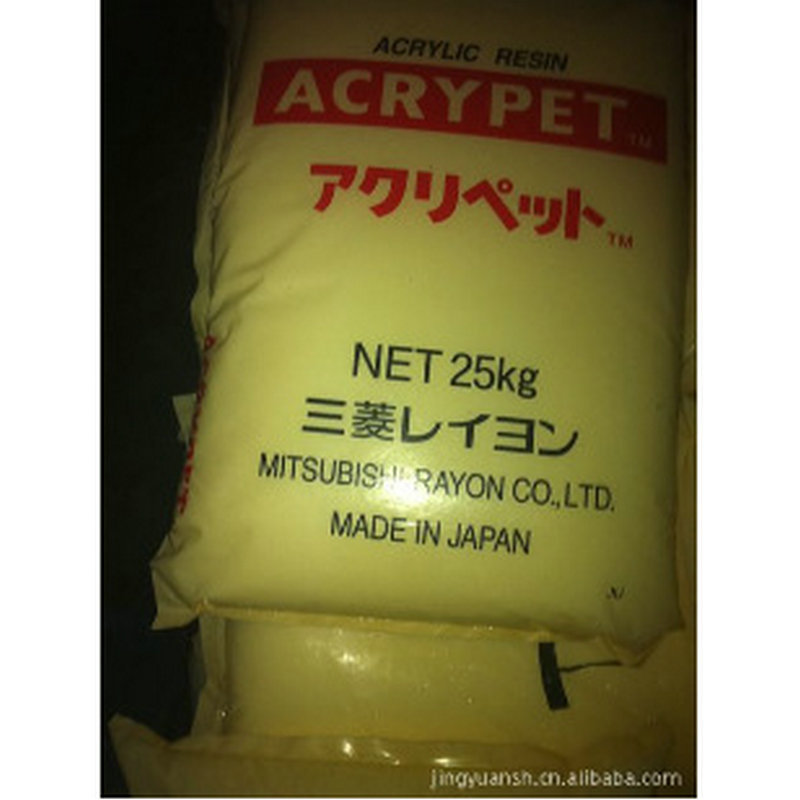 ACRYLIC RESIN
ACRYPET TM
アクリペット TM
NET 25kg
三菱レイヨン
MITSUBISHI RAYON CO.,LTD.
MADE IN JAPAN
jingyuansh.cn.alibaba.com